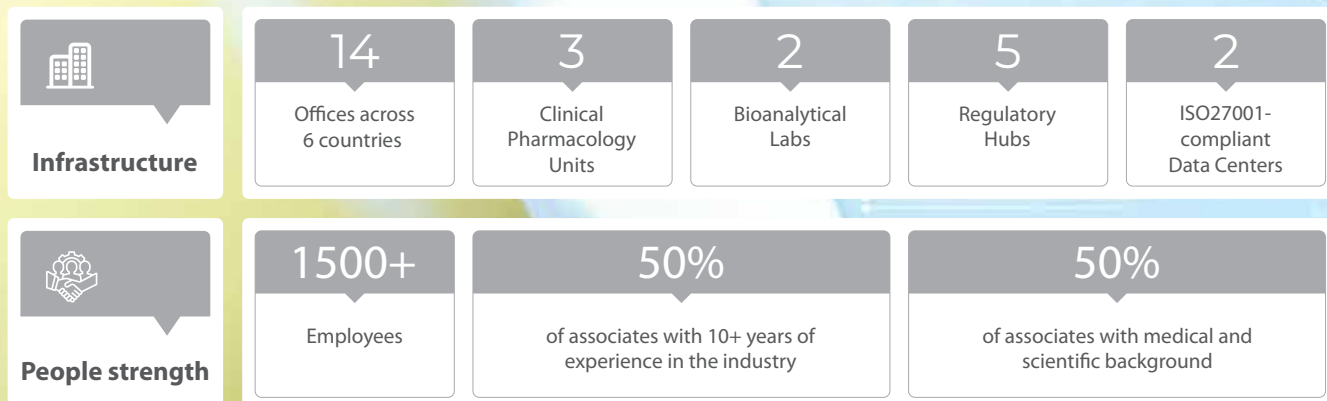 Infrastructure
14
Offices across
6 countries
3
Clinical
Pharmacology
Units
2
Bioanalytical
Labs
5
Regulatory
Hubs
2
ISO27001-
compliant
Data Centers
People strength
1500+
Employees
50%
of associates with 10+ years of
experience in the industry
50%
of associates with medical and
scientific background